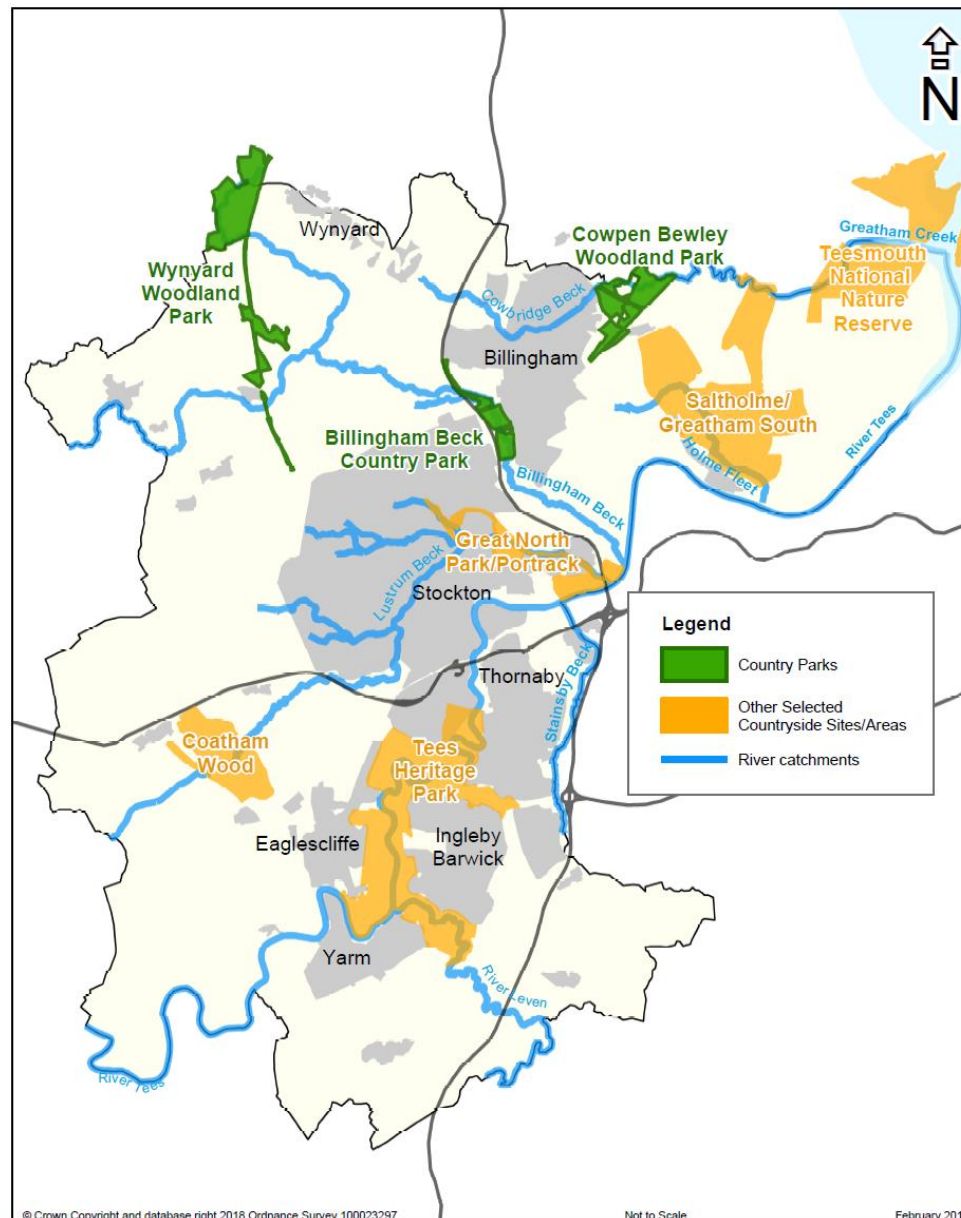 N
Wynyard
Cowpen Bewley
Woodland Park
Greatham Creek
Teesmouth
National
Nature
Reserve
Wynyard
Woodland
Park
Cowbridge Beck
Billingham
Saltholme/
Greatham South
River Tees
Billingham Beck
Country Park
Holme Fleet
Billingham Beck
Great North
Park/Portrack
Lustrum Beck
Stockton
Legend
Country Parks
Other Selected
Countryside Sites/Areas
River catchments
Thornaby
Stainsby Beck
Coatham
Wood
Tees
Heritage
Park
Eaglescliffe
Ingleby
Barwick
Yarm
River Leven
River Tees
© Crown Copyright and database right 2018 Ordnance Survey 100023297
Not to Scale
February 201